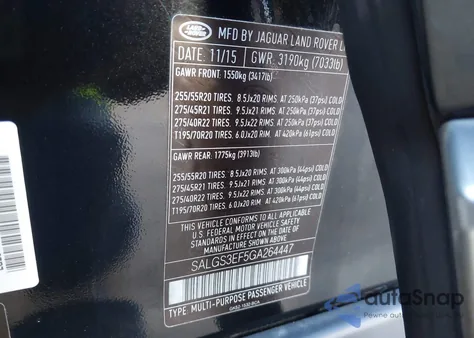 LAND ROVER
MFD BY JAGUAR LAND ROVER L
DATE: 11/15 GWR: 3190kg (7033lb)
GAWR FRONT: 1550kg (3417lb)
255/55R20 TIRES. 8.5Jx20 RIMS AT 250kPa (37psi) COLD
275/45R21 TIRES. 9.5Jx21 RIMS AT 250kPa (37psi) COLD
275/40R22 TIRES. 9.5Jx22 RIMS AT 250kPa (37psi) COLD
T195/70R20 TIRES. 6.0Jx20 RIM AT 420kPa (61psi) COLD
GAWR REAR: 1775kg (3913lb)
255/55R20 TIRES. 8.5Jx20 RIMS AT 300kPa (44psi) COLD
275/45R21 TIRES. 9.5Jx21 RIMS AT 300kPa (44psi) COLD
275/40R22 TIRES. 9.5Jx22 RIMS AT 300kPa (44psi) COLD
T195/70R20 TIRES. 6.0Jx20 RIM AT 420kPa (61psi) COLD
THIS VEHICLE CONFORMS TO ALL APPLICABLE
U.S. FEDERAL MOTOR VEHICLE SAFETY
STANDARDS IN EFFECT ON THE DATE OF
MANUFACTURE SHOWN ABOVE.
SALGS3EF5GA264447
TYPE: MULTI-PURPOSE PASSENGER VEHICLE
autoSnap